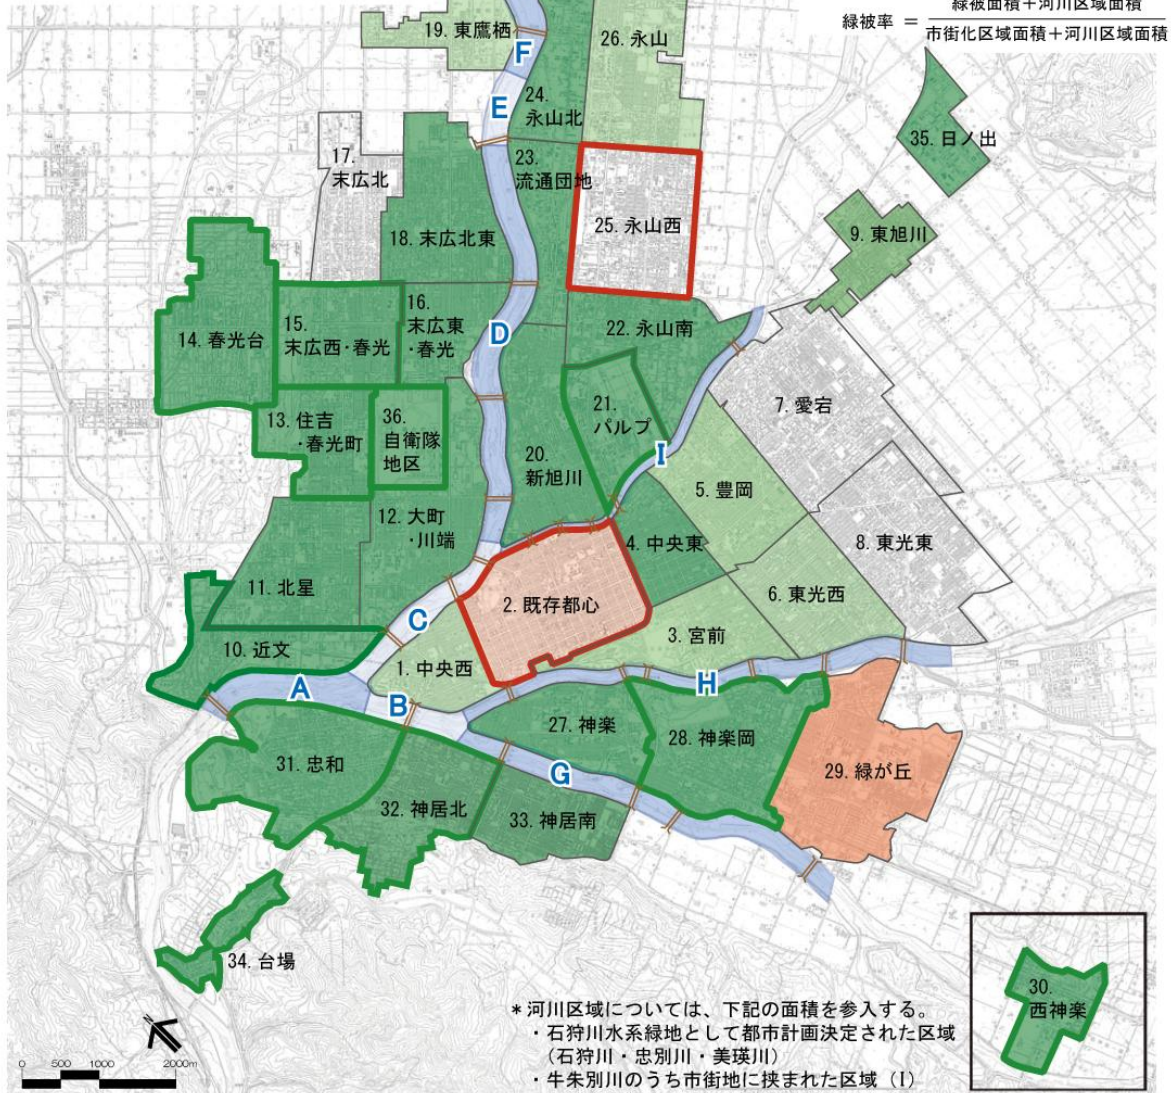 緑被率 = 緑被面積+河川区域面積
市街化区域面積+河川区域面積
19. 東鷹栖
F
26. 永山
E
24.
永山北
35. 日ノ出
17.
末広北
23.
流通団地
25. 永山西
9. 東旭川
18. 末広北東
14. 春光台
15.
末広西・春光
16.
末広東
・春光
D
22. 永山南
7. 愛宕
13. 住吉
・春光町
36.
自衛隊
地区
21.
パルプ
I
20.
新旭川
5. 豊岡
12. 大町
・川端
4. 中央東
8. 東光東
11. 北星
2. 既存都心
6. 東光西
C
3. 宮前
10. 近文
1. 中央西
A
B
H
27. 神楽
28. 神楽岡
31. 忠和
G
29. 緑が丘
32. 神居北
33. 神居南
34. 台場
30.
西神楽
*河川区域については、下記の面積を参入する。
・石狩川水系緑地として都市計画決定された区域
(石狩川・忠別川・美瑛川)
・牛朱別川のうち市街地に挟まれた区域(I)
N
0 500 1000 2000m